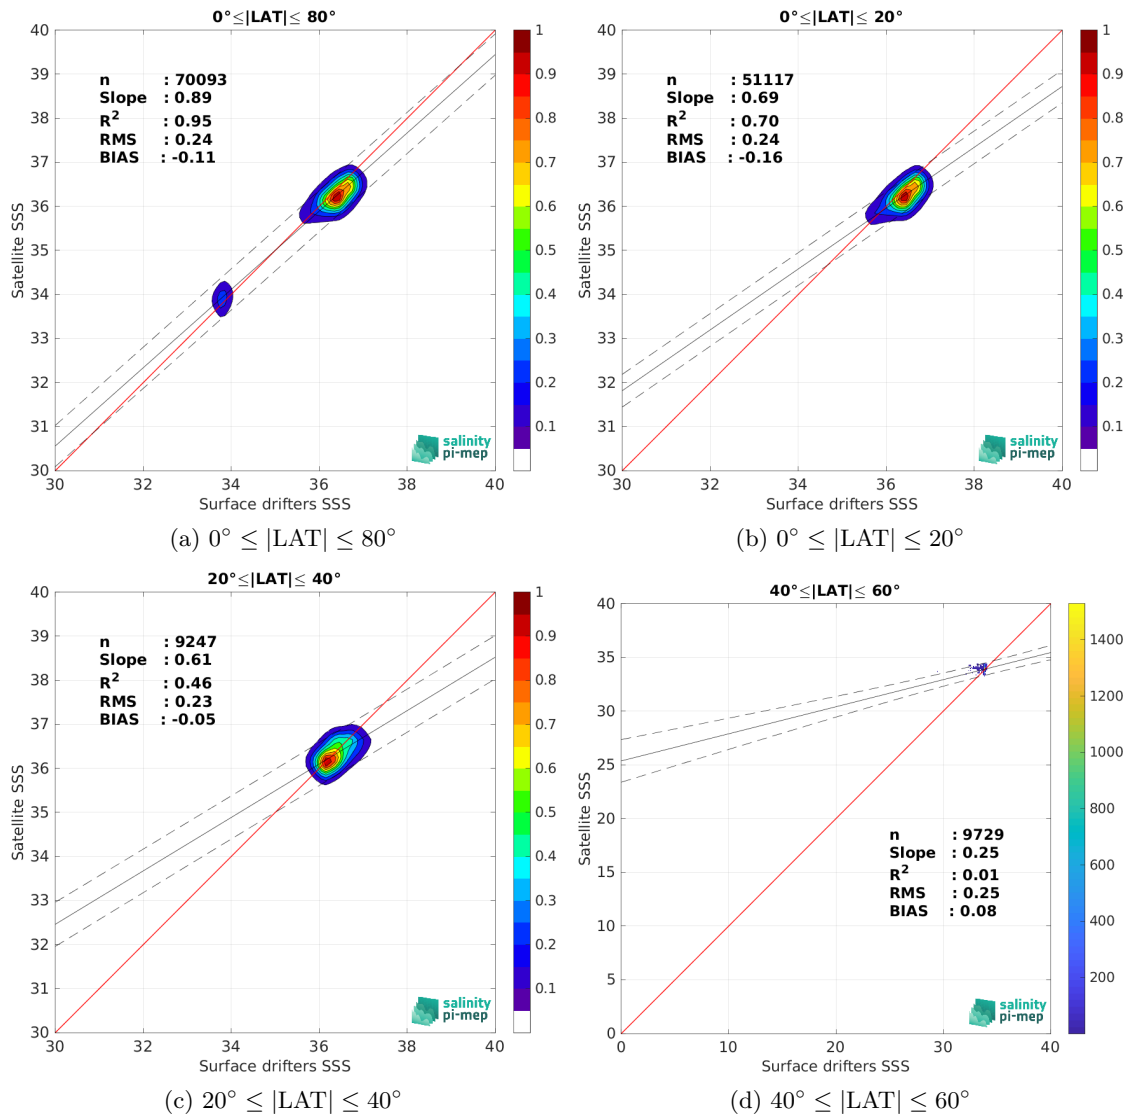 0°≤|LAT|≤ 80°
n : 70093
Slope : 0.89
R² : 0.95
RMS : 0.24
BIAS : -0.11
40
39
38
37
36
35
34
33
32
31
30
30 32 34 36 38 40
Satellite SSS
Surface drifters SSS
1
0.9
0.8
0.7
0.6
0.5
0.4
0.3
0.2
0.1
salinity
pi-mep
(a) 0° ≤ |LAT| ≤ 80°
0°≤|LAT|≤ 20°
n : 51117
Slope : 0.69
R² : 0.70
RMS : 0.24
BIAS : -0.16
40
39
38
37
36
35
34
33
32
31
30
30 32 34 36 38 40
Satellite SSS
Surface drifters SSS
1
0.9
0.8
0.7
0.6
0.5
0.4
0.3
0.2
0.1
salinity
pi-mep
(b) 0° ≤ |LAT| ≤ 20°
20°≤|LAT|≤ 40°
n : 9247
Slope : 0.61
R² : 0.46
RMS : 0.23
BIAS : -0.05
40
39
38
37
36
35
34
33
32
31
30
30 32 34 36 38 40
Satellite SSS
Surface drifters SSS
1
0.9
0.8
0.7
0.6
0.5
0.4
0.3
0.2
0.1
salinity
pi-mep
(c) 20° ≤ |LAT| ≤ 40°
40°≤|LAT|≤ 60°
40
35
30
25
20
15
10
5
0
0 10 20 30 40
Satellite SSS
Surface drifters SSS
n : 9729
Slope : 0.25
R² : 0.01
RMS : 0.25
BIAS : 0.08
1400
1200
1000
800
600
400
200
salinity
pi-mep
(d) 40° ≤ |LAT| ≤ 60°